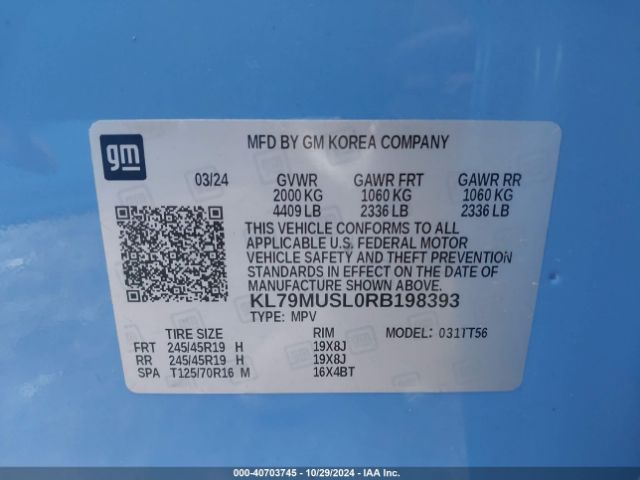 gm
MFD BY GM KOREA COMPANY
03/24 GVWR GAWR FRT GAWR RR
2000 KG 1060 KG 1060 KG
4409 LB 2336 LB 2336 LB
THIS VEHICLE CONFORMS TO ALL
APPLICABLE U.S. FEDERAL MOTOR
VEHICLE SAFETY AND THEFT PREVENTION
STANDARDS IN EFFECT ON THE DATE OF
MANUFACTURE SHOWN ABOVE.
KL79MUSL0RB198393
TYPE: MPV
TIRE SIZE RIM MODEL: 031TT56
FRT 245/45R19 H 19X8J
RR 245/45R19 H 19X8J
SPA T125/70R16 M 16X4BT
000-40703745 - 10/29/2024 - IAAI.com